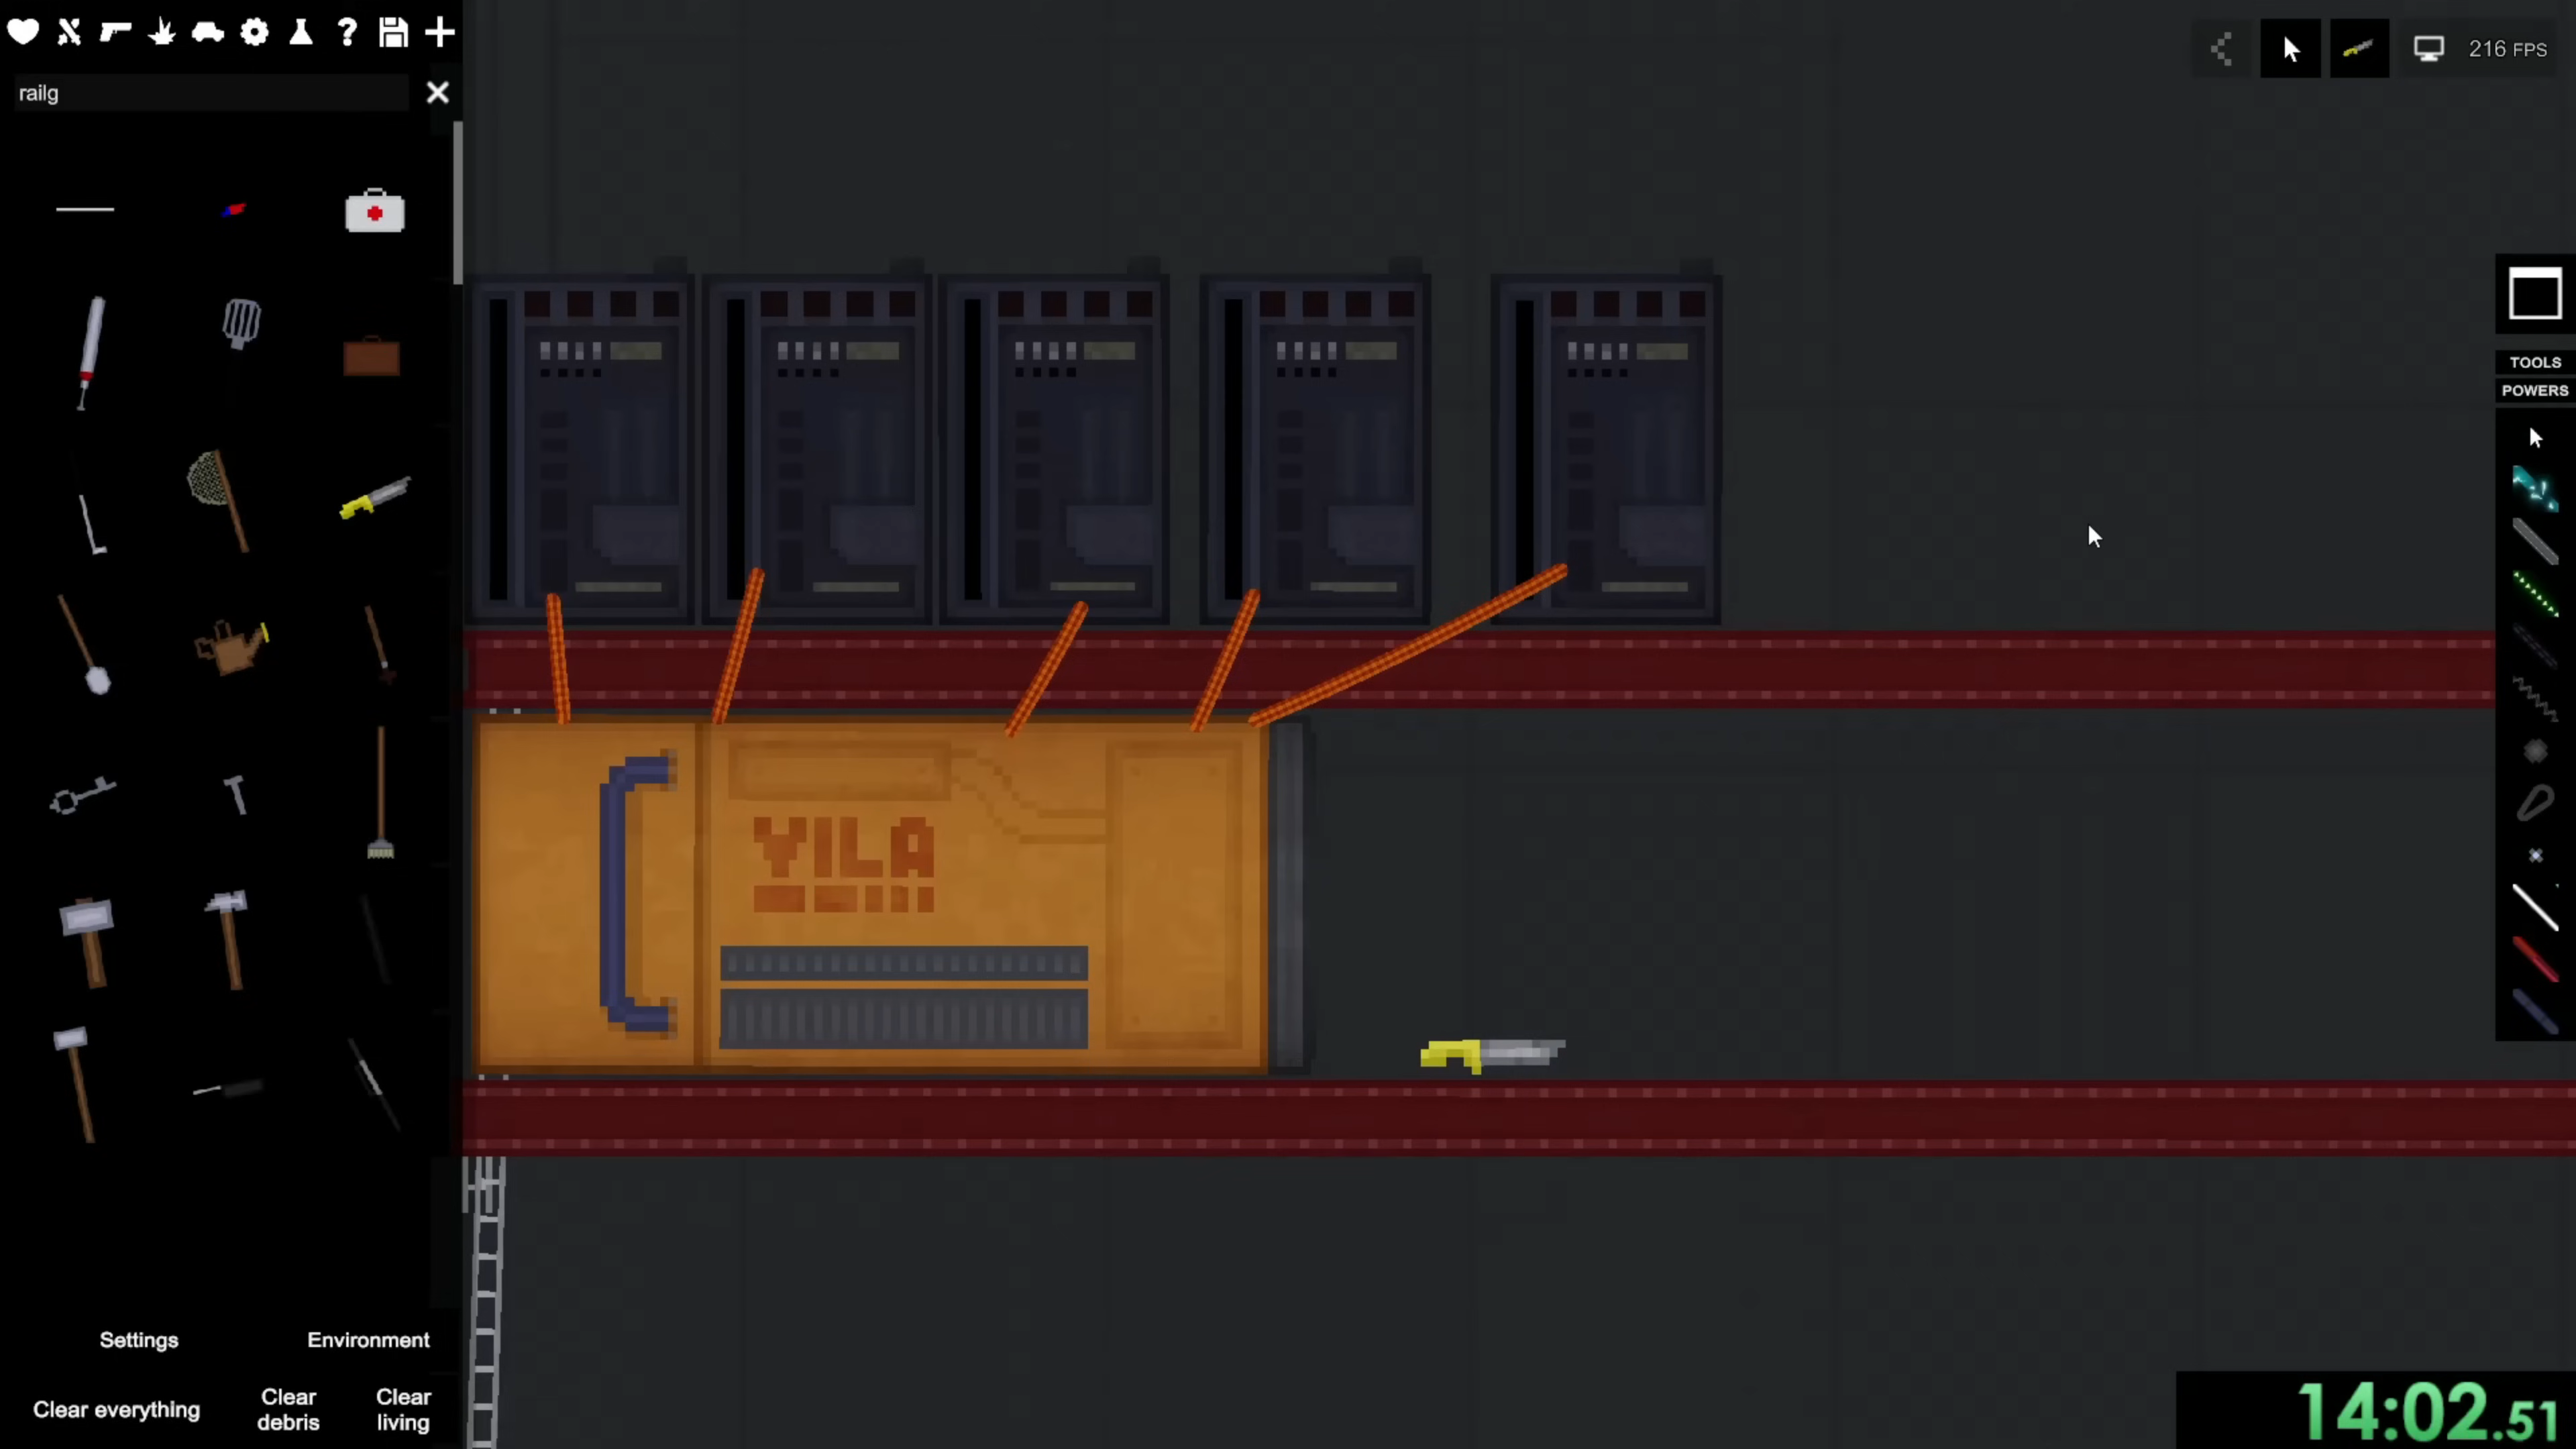 216 FPS
railg
TOOLS
POWERS
VILA
Settings
Environment
Clear everything
Clear debris
Clear living
14:02.51